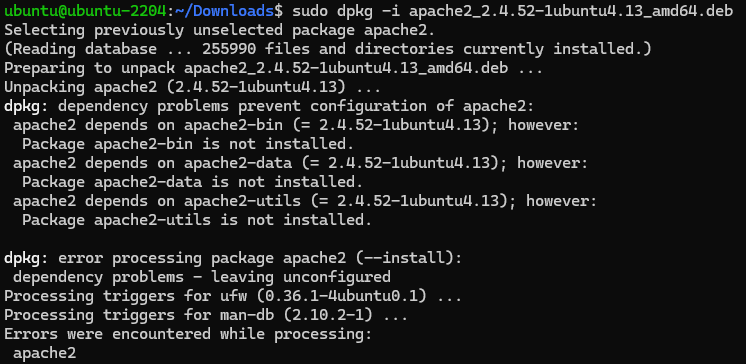 ubuntu@ubuntu-2204:~/Downloads$ sudo dpkg -i apache2_2.4.52-1ubuntu4.13_amd64.deb
Selecting previously unselected package apache2.
(Reading database ... 255990 files and directories currently installed.)
Preparing to unpack apache2_2.4.52-1ubuntu4.13_amd64.deb ...
Unpacking apache2 (2.4.52-1ubuntu4.13) ...
dpkg: dependency problems prevent configuration of apache2:
 apache2 depends on apache2-bin (= 2.4.52-1ubuntu4.13); however:
  Package apache2-bin is not installed.
 apache2 depends on apache2-data (= 2.4.52-1ubuntu4.13); however:
  Package apache2-data is not installed.
 apache2 depends on apache2-utils (= 2.4.52-1ubuntu4.13); however:
  Package apache2-utils is not installed.

dpkg: error processing package apache2 (--install):
 dependency problems - leaving unconfigured
Processing triggers for ufw (0.36.1-4ubuntu0.1) ...
Processing triggers for man-db (2.10.2-1) ...
Errors were encountered while processing:
 apache2